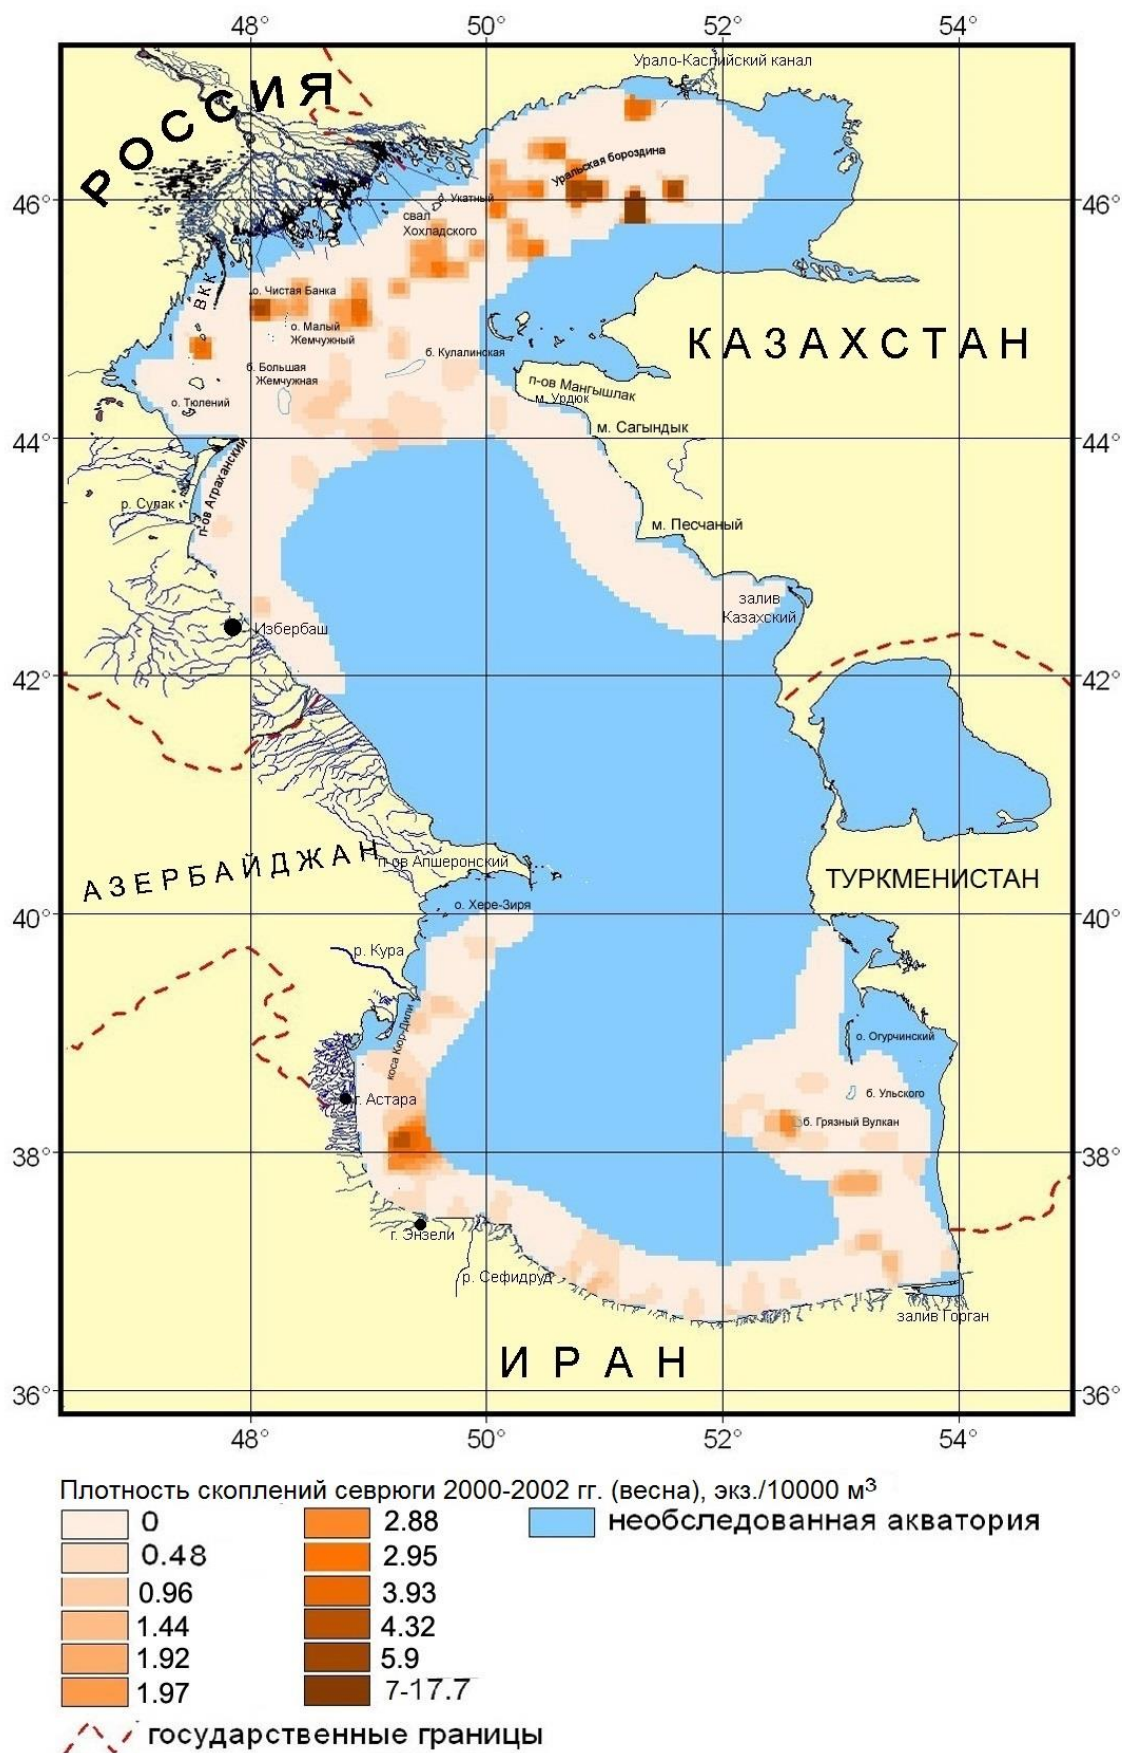 48° 50° 52° 54°
Урало-Каспийский канал
РОССИЯ
Уральская бороздина
46° 46°
о. Укатный
свал
Хохладского
ВКК
о. Чистая Банка
о. Малый
Жемчужный
КАЗАХСТАН
б. Кулалинская
б. Большая
Жемчужная
п-ов Мангышлак
м. Урдюк
о. Тюлений
м. Сагындык
44° 44°
п-ов Аграханский
р. Сулак
м. Песчаный
залив
Казахский
Избербаш
42° 42°
п-ов Апшеронский
АЗЕРБАЙДЖАН
ТУРКМЕНИСТАН
о. Хере-Зиря
40° 40°
р. Кура
коса Кюр-Дили
о. Огурчинский
б. Ульского
г. Астара
б. Грязный Вулкан
38° 38°
г. Энзели
р. Сефидруд
залив Горган
ИРАН
36° 36°
48° 50° 52° 54°
Плотность скоплений севрюги 2000-2002 гг. (весна), экз./10000 м³
0 2.88 необследованная акватория
0.48 2.95
0.96 3.93
1.44 4.32
1.92 5.9
1.97 7-17.7
государственные границы